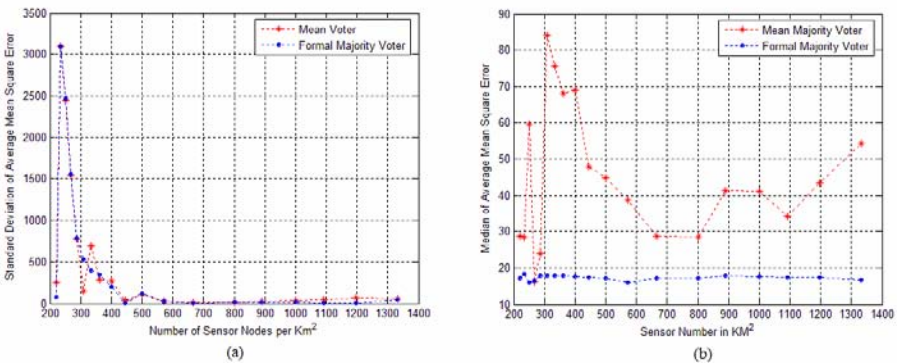 (a)
Mean Voter
Formal Majority Voter
3500
3000
2500
2000
1500
1000
500
0
Standard Deviation of Average Mean Square Error
200 300 400 500 600 700 800 900 1000 1100 1200 1300 1400
Number of Sensor Nodes per Km²
(a)
(b)
Mean Majority Voter
Formal Majority Voter
90
80
70
60
50
40
30
20
10
Median of Average Mean Square Error
200 300 400 500 600 700 800 900 1000 1100 1200 1300 1400
Sensor Number in KM²
(b)